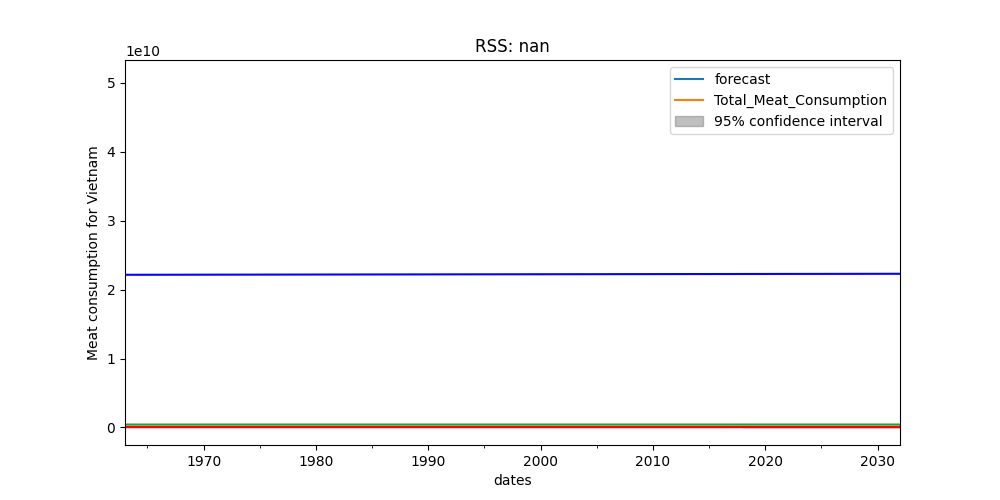 RSS: nan
1e10
5
4
3
2
1
0
Meat consumption for Vietnam
forecast
Total_Meat_Consumption
95% confidence interval
1970 1980 1990 2000 2010 2020 2030
dates